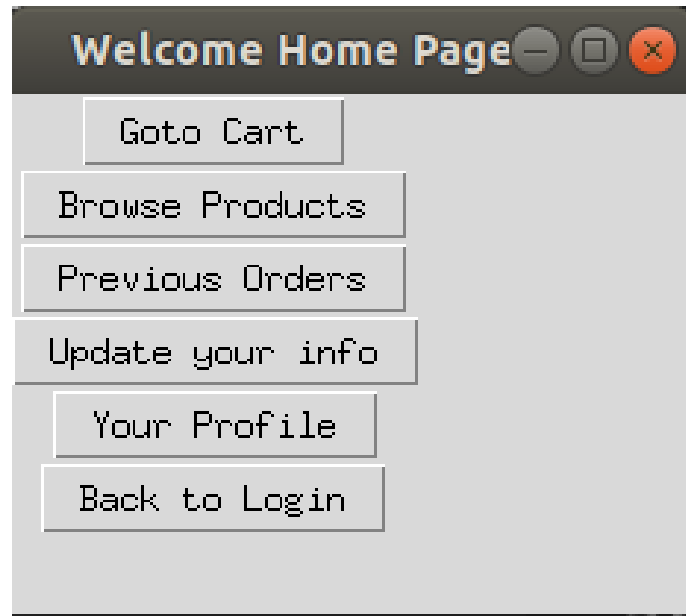 Welcome Home Page
Goto Cart
Browse Products
Previous Orders
Update your info
Your Profile
Back to Login